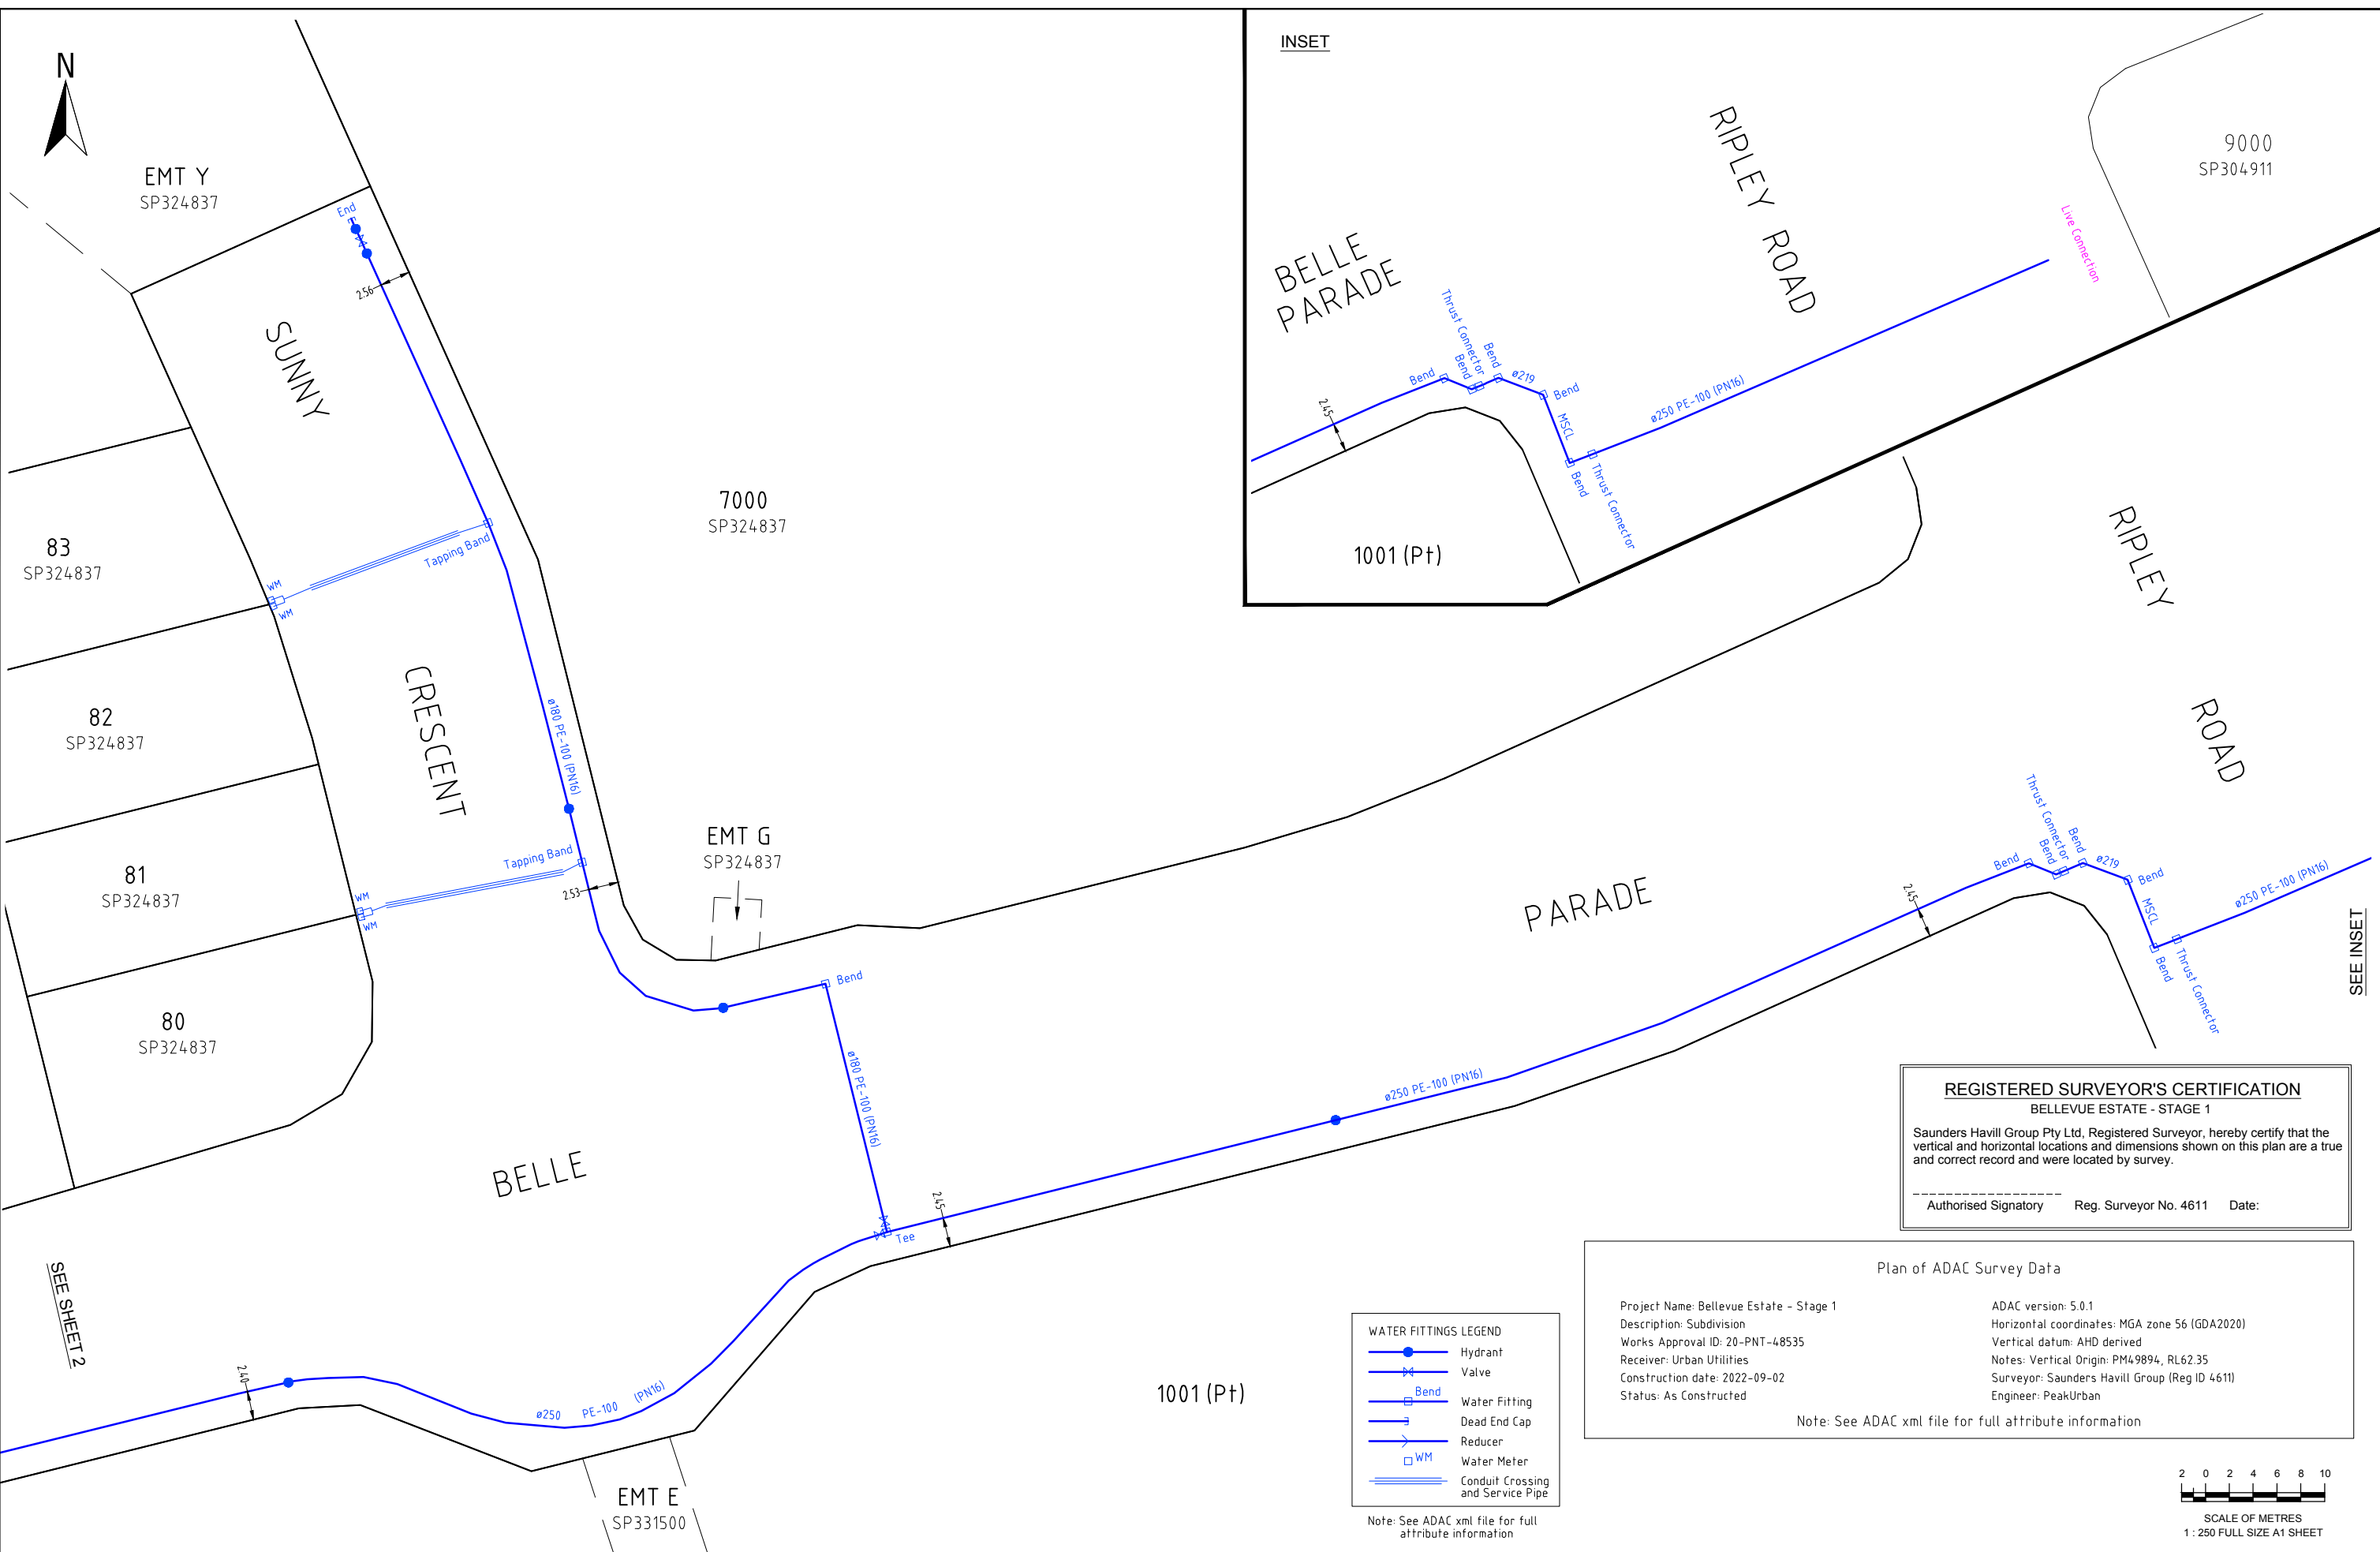 N
EMT Y
SP324837
End
2.56
SUNNY
CRESCENT
83
SP324837
82
SP324837
81
SP324837
80
SP324837
WM
WM
Tapping Band
ø180 PE-100 (PN16)
7000
SP324837
Tapping Band
WM
WM
2.53
EMT G
SP324837
Bend
ø180 PE-100 (PN16)
BELLE
PARADE
2.45
Tee
ø250 PE-100 (PN16)
SEE SHEET 2
2.40
ø250 PE-100 (PN16)
EMT E
SP331500
1001 (Pt)
2.45
Bend
Thrust Connector
Bend
Bend
ø219
Bend
MSCL
Bend
Thrust Connector
ø250 PE-100 (PN16)
RIPLEY
ROAD
SEE INSET
INSET
BELLE
PARADE
RIPLEY ROAD
9000
SP304911
Live Connection
2.45
Bend
Thrust Connector
Bend
Bend
ø219
Bend
MSCL
Bend
Thrust Connector
ø250 PE-100 (PN16)
1001 (Pt)
REGISTERED SURVEYOR'S CERTIFICATION
BELLEVUE ESTATE - STAGE 1
Saunders Havill Group Pty Ltd, Registered Surveyor, hereby certify that the
vertical and horizontal locations and dimensions shown on this plan are a true
and correct record and were located by survey.
Authorised Signatory Reg. Surveyor No. 4611 Date:
Plan of ADAC Survey Data
Project Name: Bellevue Estate - Stage 1
Description: Subdivision
Works Approval ID: 20-PNT-48535
Receiver: Urban Utilities
Construction date: 2022-09-02
Status: As Constructed
ADAC version: 5.0.1
Horizontal coordinates: MGA zone 56 (GDA2020)
Vertical datum: AHD derived
Notes: Vertical Origin: PM49894, RL62.35
Surveyor: Saunders Havill Group (Reg ID 4611)
Engineer: PeakUrban
Note: See ADAC xml file for full attribute information
WATER FITTINGS LEGEND
Hydrant
Valve
Bend
Water Fitting
Dead End Cap
Reducer
WM
Water Meter
Conduit Crossing
and Service Pipe
Note: See ADAC xml file for full
attribute information
2 0 2 4 6 8 10
SCALE OF METRES
1 : 250 FULL SIZE A1 SHEET